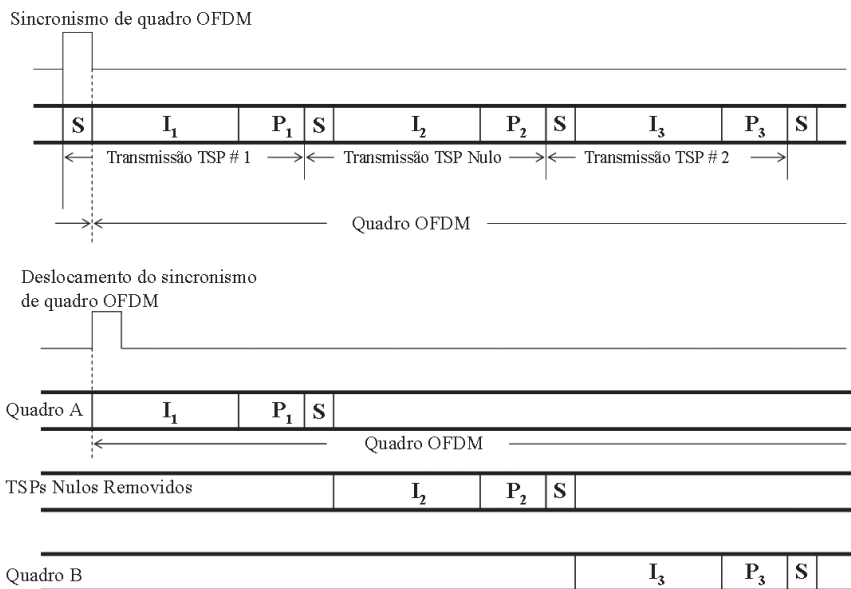 Sincronismo de quadro OFDM
S I₁ P₁ S I₂ P₂ S I₃ P₃ S
Transmissão TSP # 1 Transmissão TSP Nulo Transmissão TSP # 2
Quadro OFDM
Deslocamento do sincronismo
de quadro OFDM
Quadro A I₁ P₁ S
Quadro OFDM
TSPs Nulos Removidos I₂ P₂ S
Quadro B I₃ P₃ S